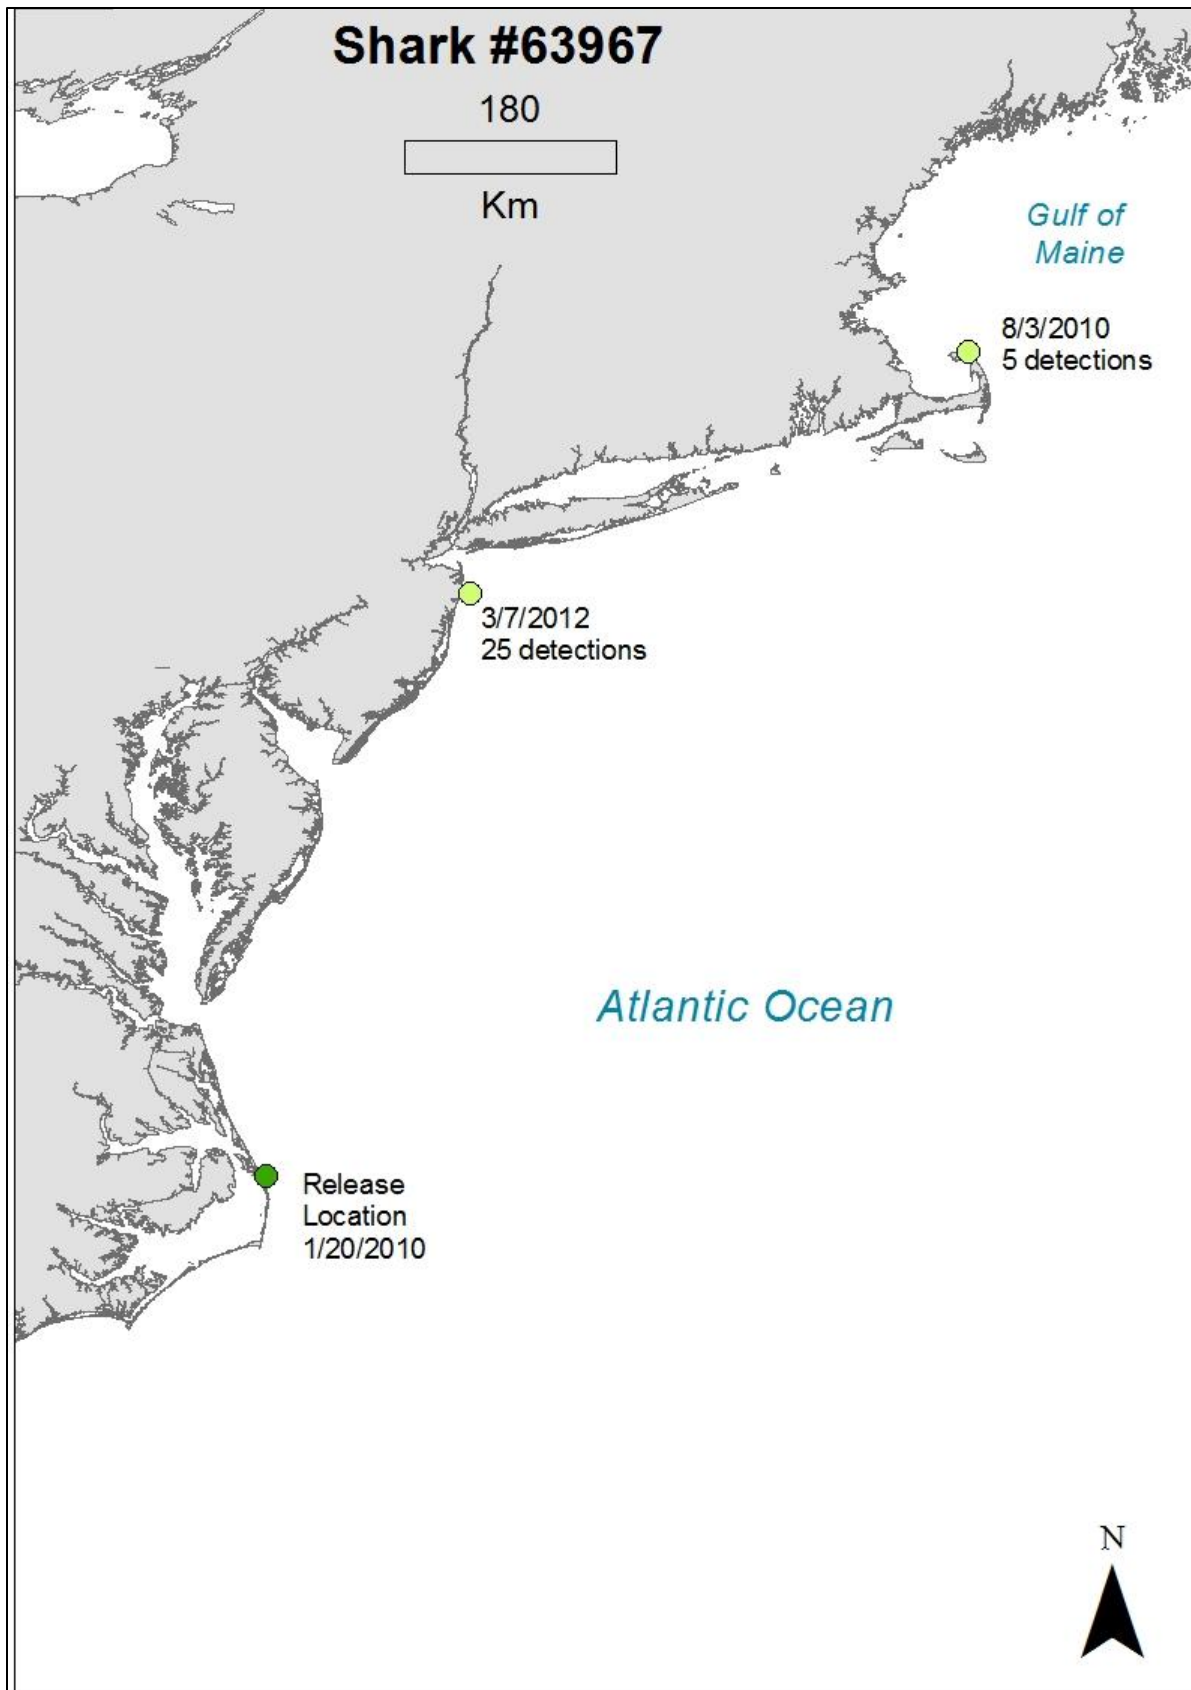 Shark #63967
180
Km
Gulf of
Maine
8/3/2010
5 detections
3/7/2012
25 detections
Atlantic Ocean
Release
Location
1/20/2010
N